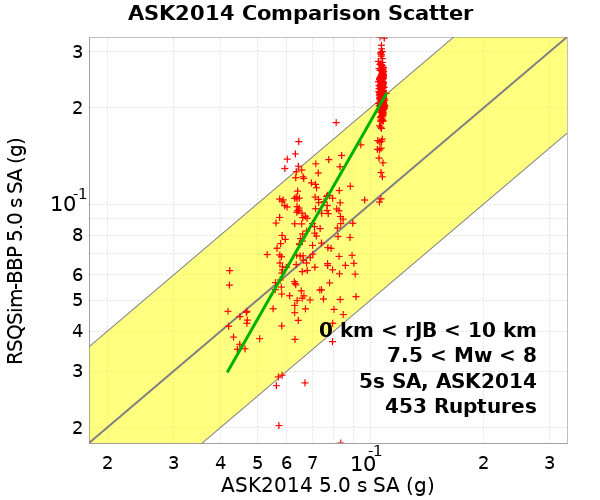 ASK2014 Comparison Scatter
RSQSim-BBP 5.0 s SA (g)
3
2
10^-1
8
6
5
4
3
2
0 km < rJB < 10 km
7.5 < Mw < 8
5s SA, ASK2014
453 Ruptures
2 3 4 5 6 7 10^-1 2 3
ASK2014 5.0 s SA (g)